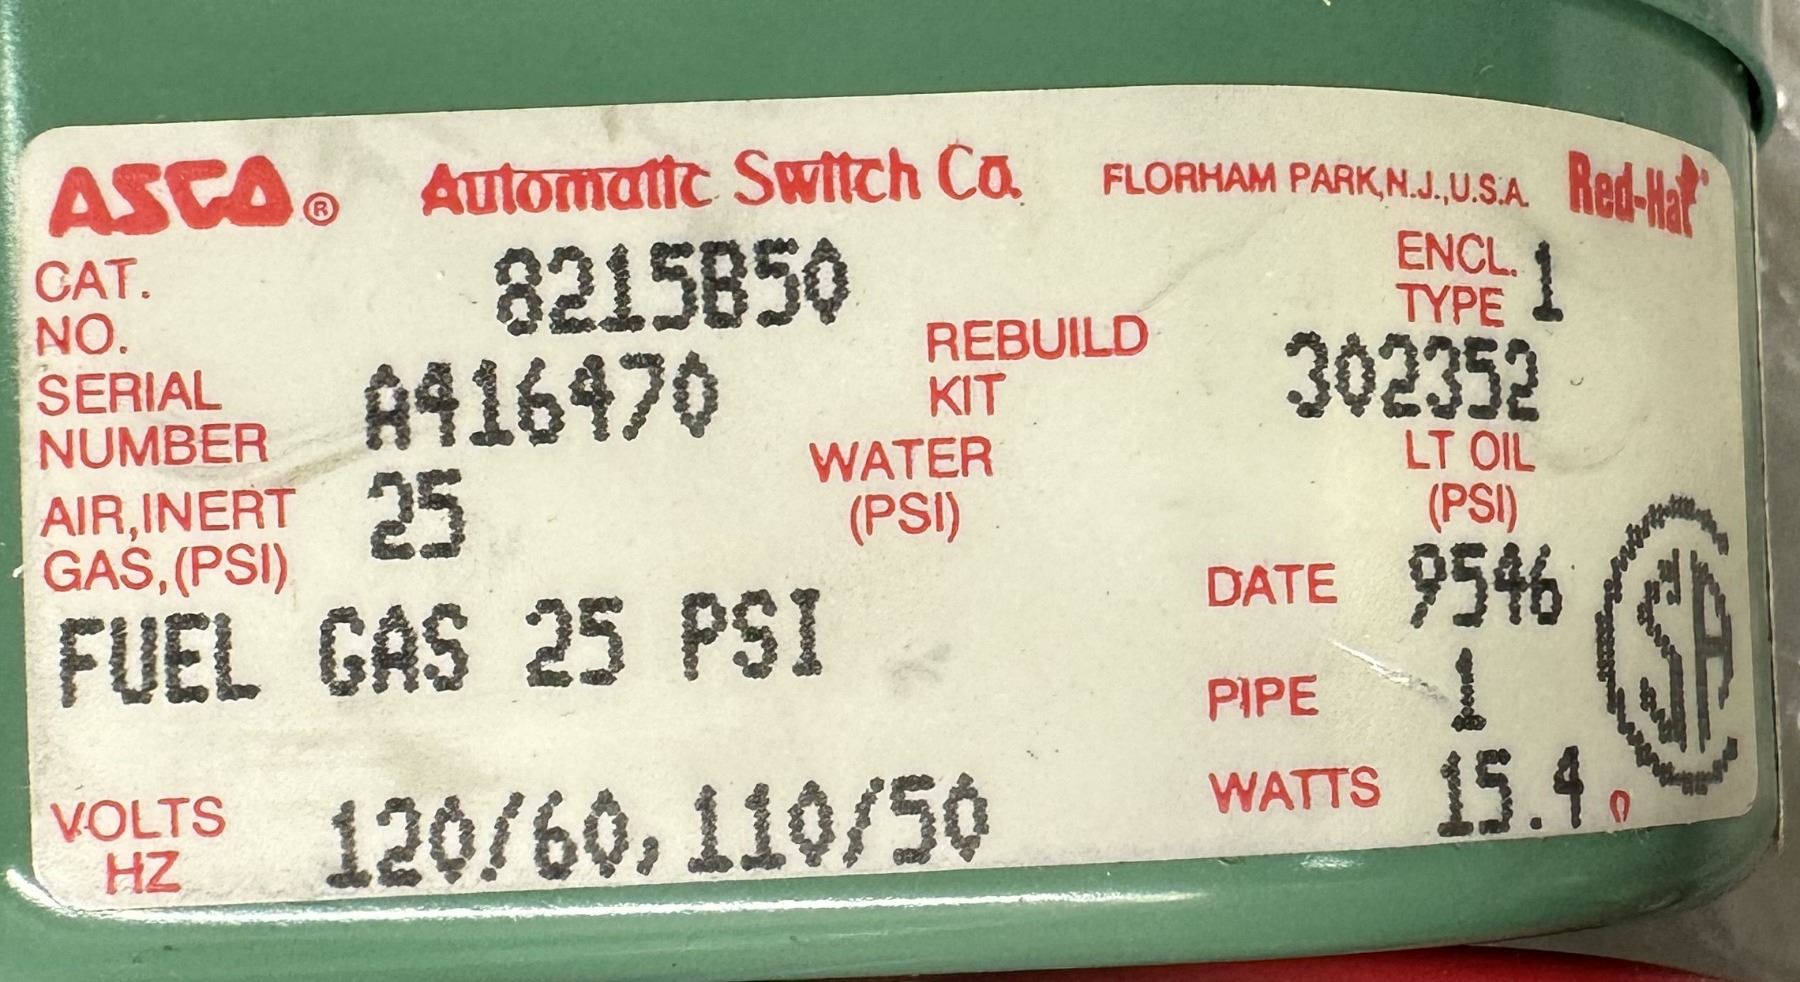 ASCO® Automatic Switch Co. FLORHAM PARK, N.J., U.S.A. Red-Hat
CAT. NO. 8215B50
ENCL. TYPE 1
SERIAL NUMBER A416470
REBUILD KIT 302352
AIR, INERT GAS, (PSI) 25
WATER (PSI)
LT OIL (PSI)
FUEL GAS 25 PSI
DATE 9546
PIPE 1
VOLTS HZ 120/60, 110/50
WATTS 15.4
SA